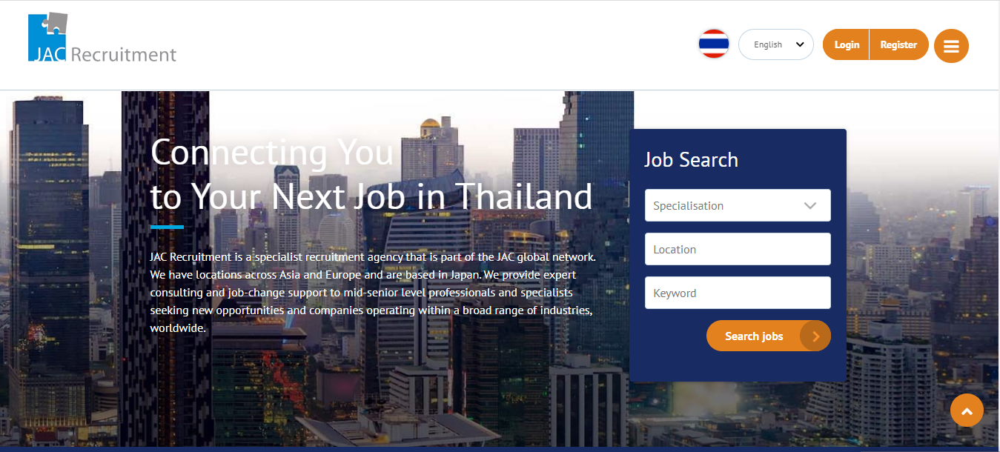 JAC Recruitment
English
Login
Register
Connecting You
to Your Next Job in Thailand
JAC Recruitment is a specialist recruitment agency that is part of the JAC global network.
We have locations across Asia and Europe and are based in Japan. We provide expert
consulting and job-change support to mid-senior level professionals and specialists
seeking new opportunities and companies operating within a broad range of industries,
worldwide.
Job Search
Specialisation
Location
Keyword
Search jobs